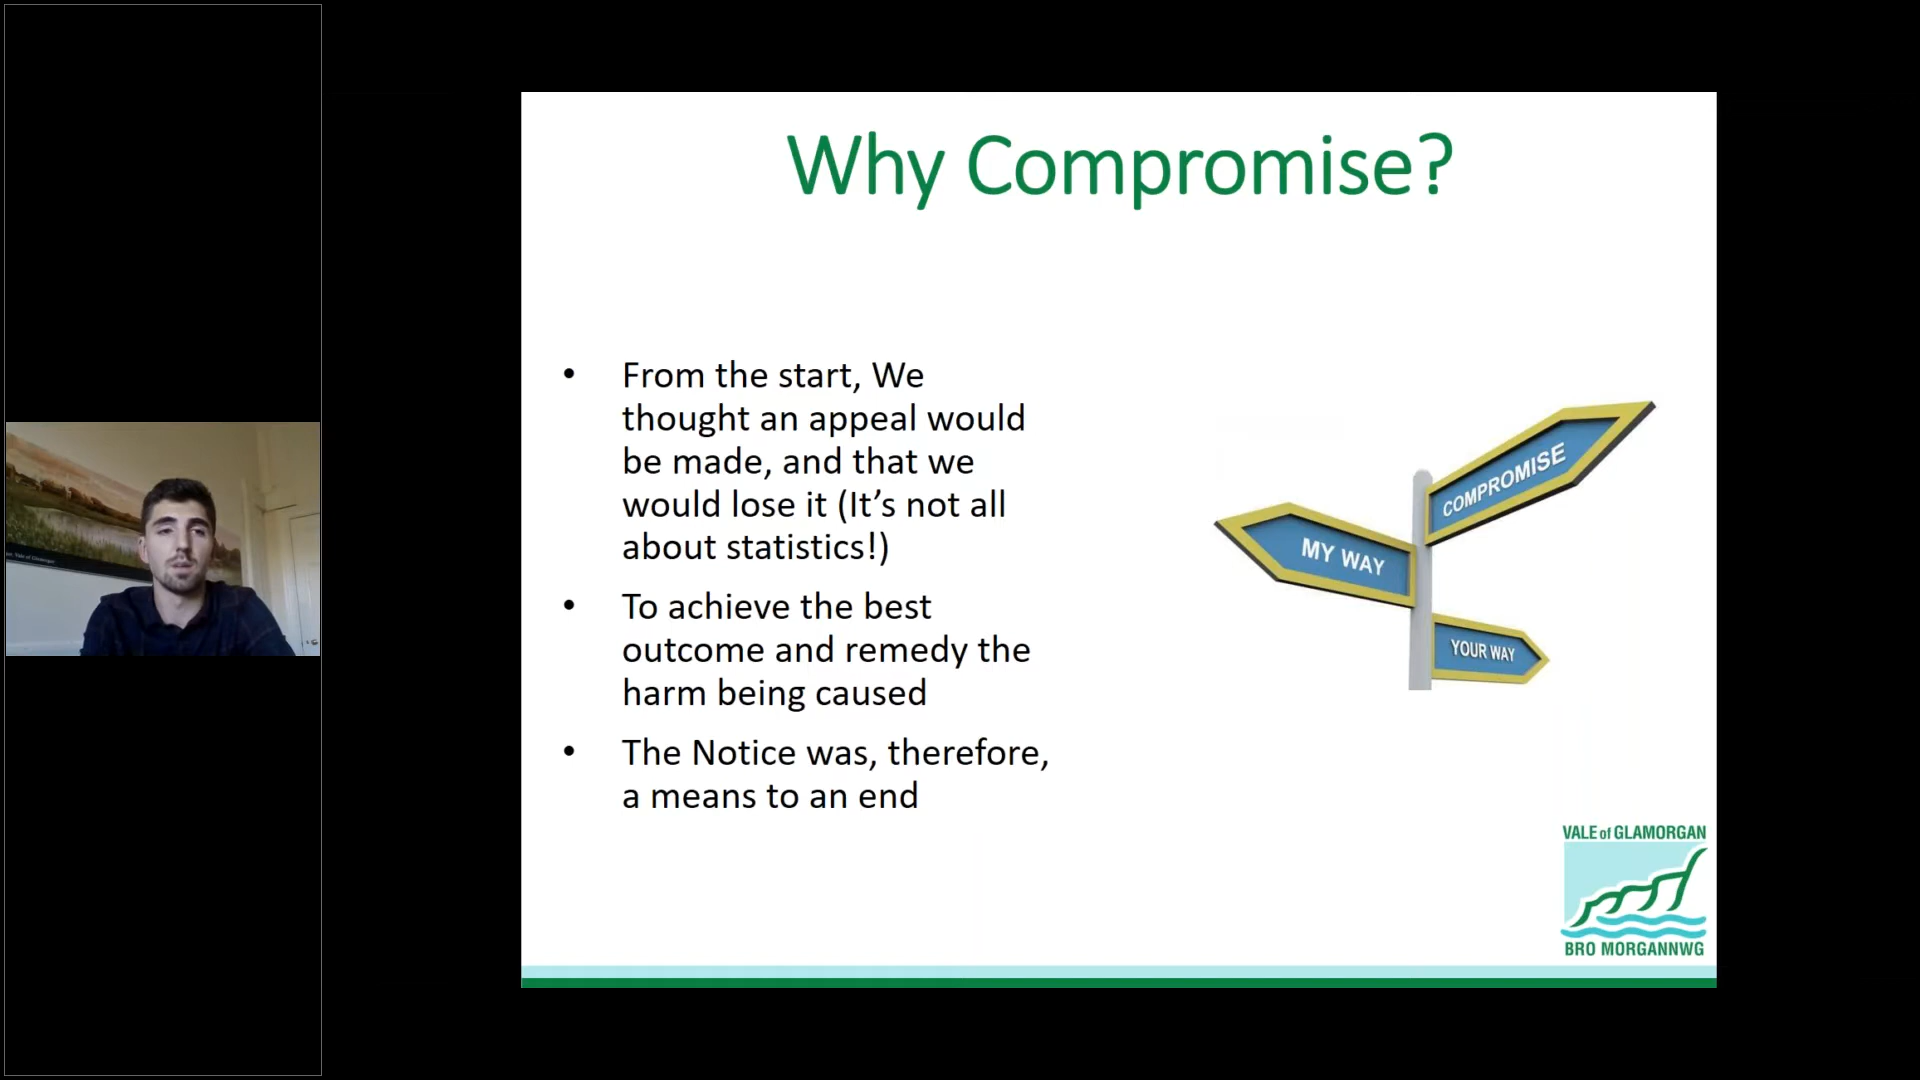 Why Compromise?
• From the start, We
thought an appeal would
be made, and that we
would lose it (It’s not all
about statistics!)
• To achieve the best
outcome and remedy the
harm being caused
• The Notice was, therefore,
a means to an end
COMPROMISE
MY WAY
YOUR WAY
VALE of GLAMORGAN
BRO MORGANNWG